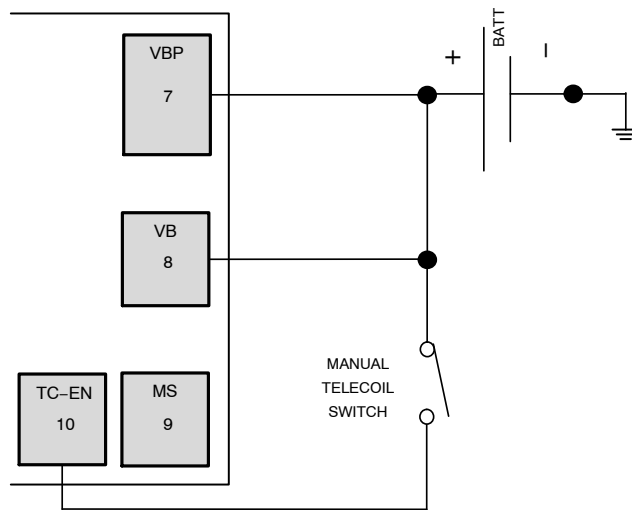 VBP
7
+
BATT
−
VB
8
MANUAL
TELECOIL
SWITCH
TC−EN
10
MS
9